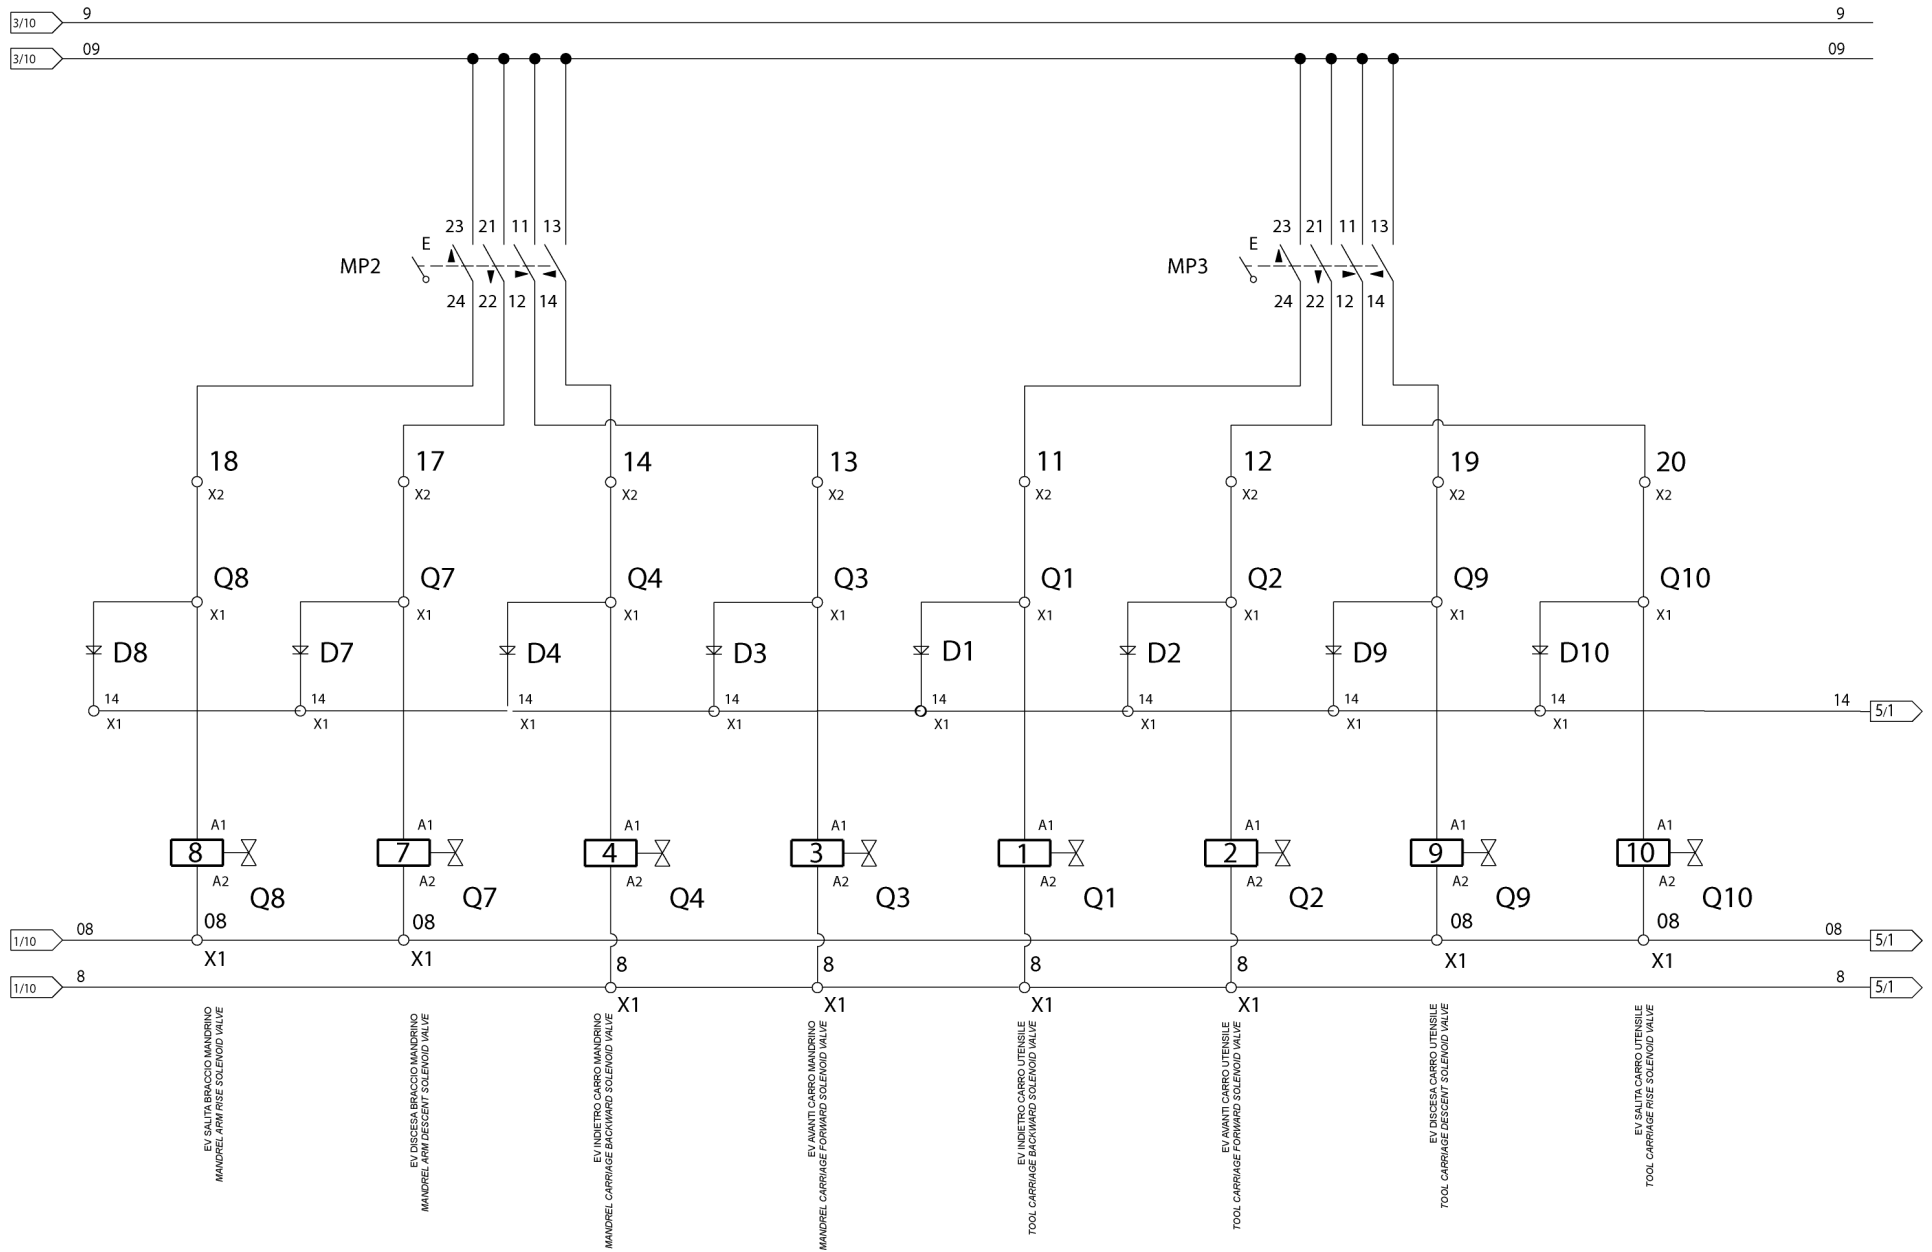 3/10 9 9
3/10 09 09
23 21 11 13 23 21 11 13
E E
MP2 MP3
24 22 12 14 24 22 12 14
18 17 14 13 11 12 19 20
X2 X2 X2 X2 X2 X2 X2 X2
Q8 Q7 Q4 Q3 Q1 Q2 Q9 Q10
X1 X1 X1 X1 X1 X1 X1 X1
D8 D7 D4 D3 D1 D2 D9 D10
14 14 14 14 14 14 14 14 14 5/1
X1 X1 X1 X1 X1 X1 X1 X1
A1 A1 A1 A1 A1 A1 A1 A1
8 7 4 3 1 2 9 10
A2 A2 A2 A2 A2 A2 A2 A2
Q8 Q7 Q4 Q3 Q1 Q2 Q9 Q10
08 08 08 08
1/10 08 08 5/1
X1 X1 X1 X1
8 8 8 8
1/10 8 8 5/1
X1 X1 X1 X1
EV SALITA BRACCIO MANDRINO
MANDREL ARM RISE SOLENOID VALVE
EV DISCESA BRACCIO MANDRINO
MANDREL ARM DESCENT SOLENOID VALVE
EV INDIETRO CARRO MANDRINO
MANDREL CARRIAGE BACKWARD SOLENOID VALVE
EV AVANTI CARRO MANDRINO
MANDREL CARRIAGE FORWARD SOLENOID VALVE
EV INDIETRO CARRO UTENSILE
TOOL CARRIAGE BACKWARD SOLENOID VALVE
EV AVANTI CARRO UTENSILE
TOOL CARRIAGE FORWARD SOLENOID VALVE
EV DISCESA CARRO UTENSILE
TOOL CARRIAGE DESCENT SOLENOID VALVE
EV SALITA CARRO UTENSILE
TOOL CARRIAGE RISE SOLENOID VALVE